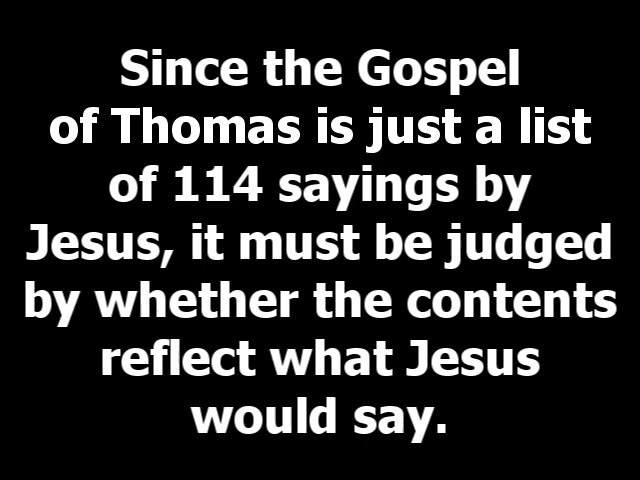 Since the Gospel
of Thomas is just a list
of 114 sayings by
Jesus, it must be judged
by whether the contents
reflect what Jesus
would say.